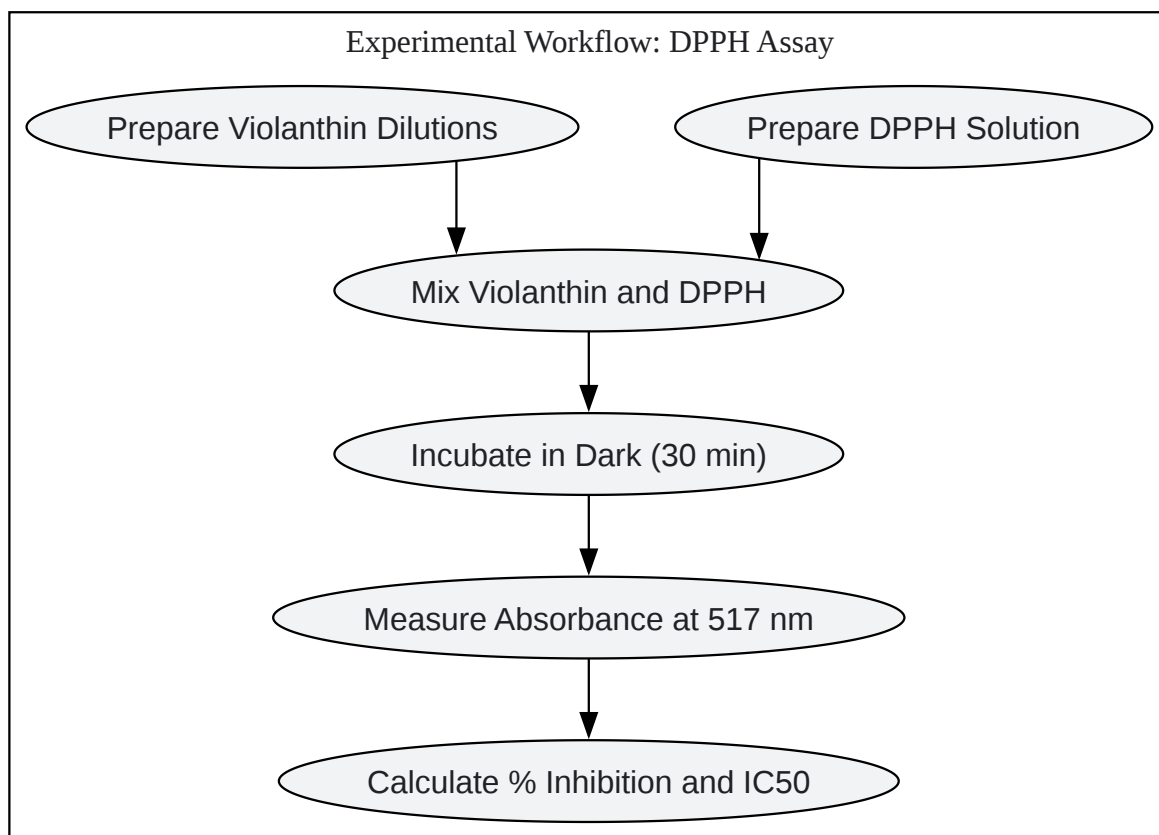 Experimental Workflow: DPPH Assay
Prepare Violanthin Dilutions
Prepare DPPH Solution
Mix Violanthin and DPPH
Incubate in Dark (30 min)
Measure Absorbance at 517 nm
Calculate % Inhibition and IC50